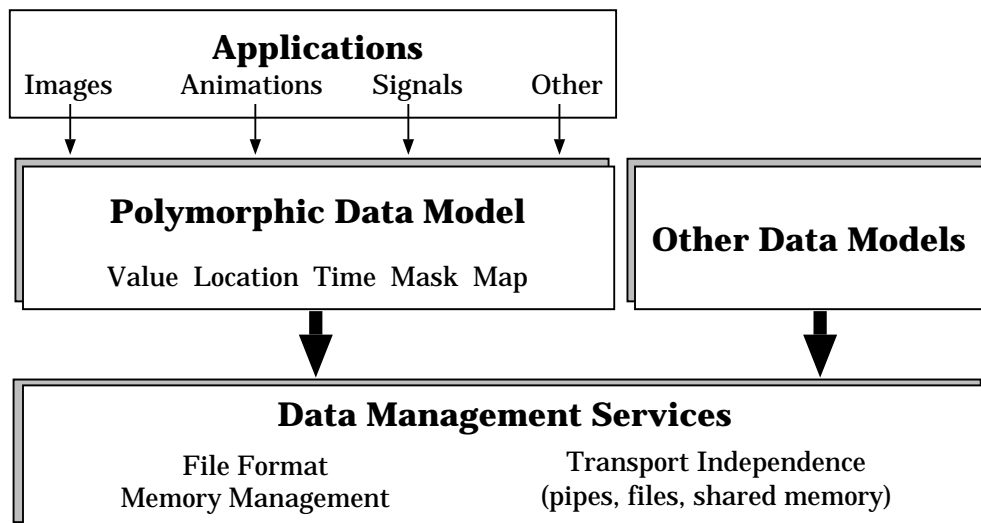 Applications
Images Animations Signals Other
Polymorphic Data Model
Value Location Time Mask Map
Other Data Models
Data Management Services
File Format
Memory Management
Transport Independence
(pipes, files, shared memory)